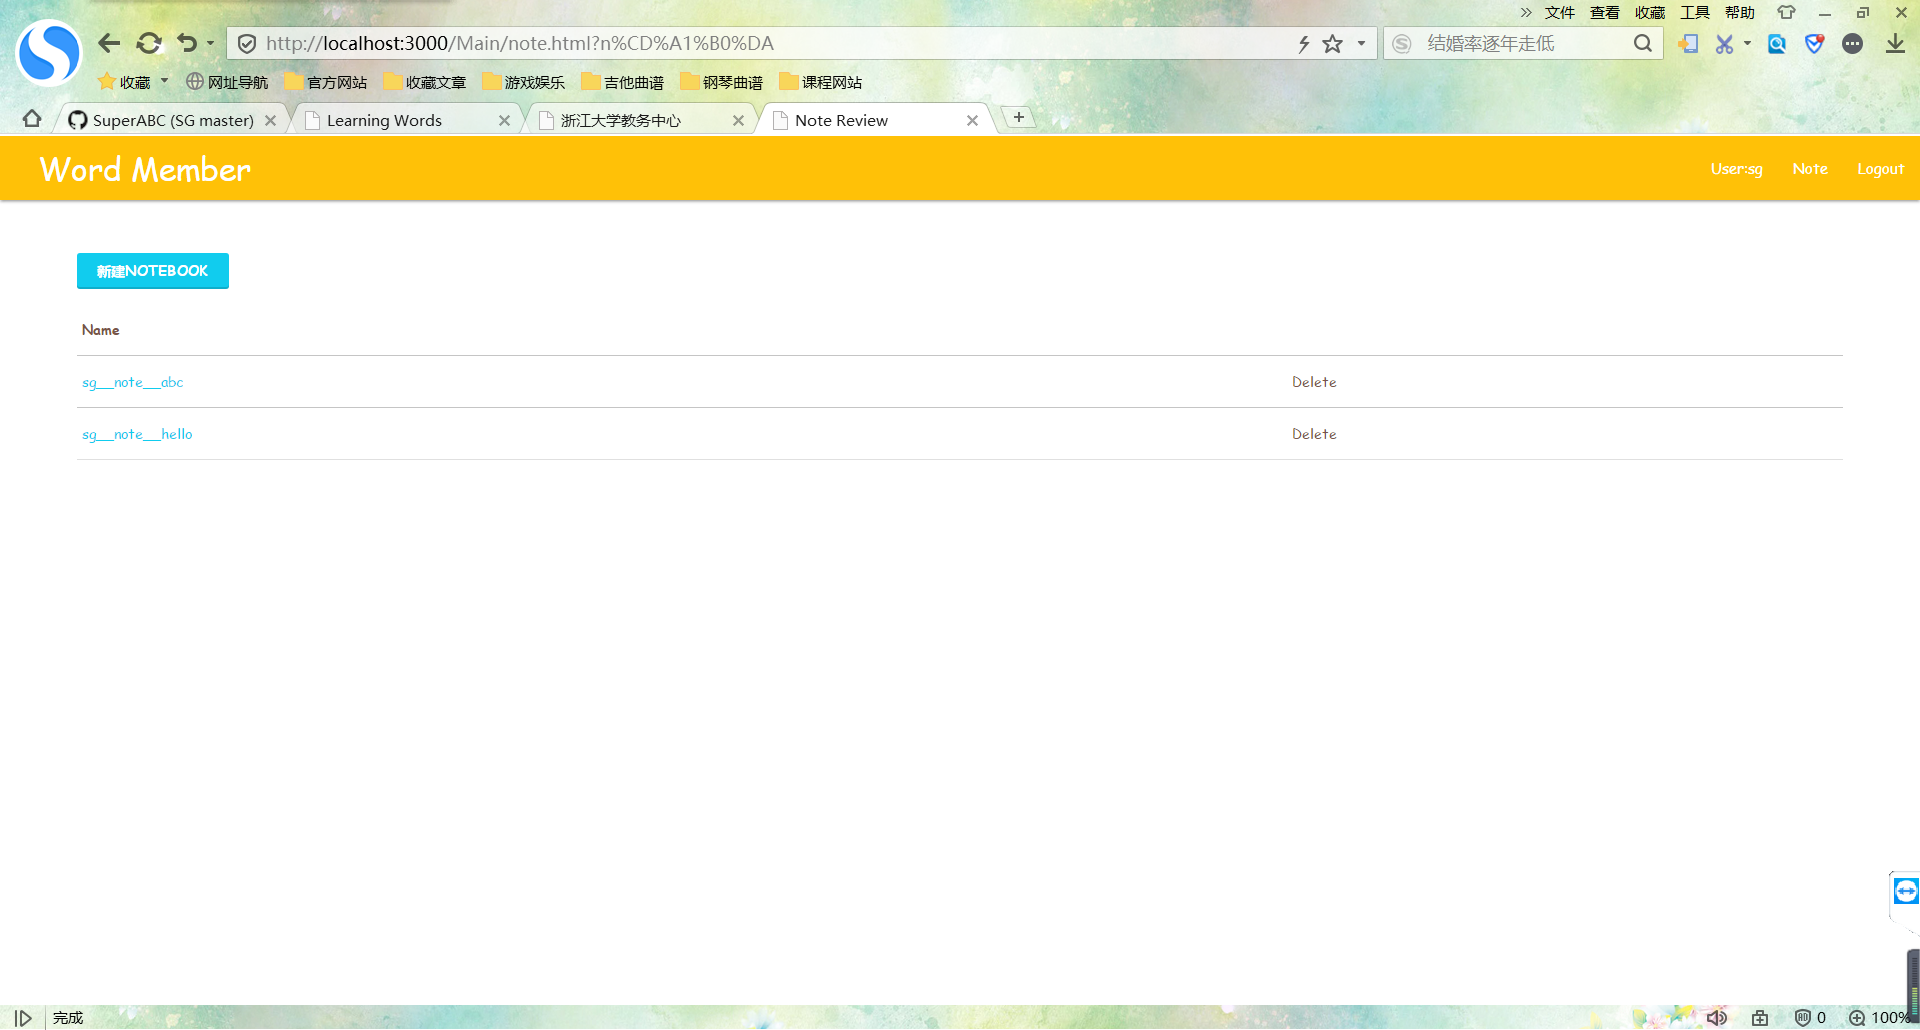 文件 查看 收藏 工具 帮助
http://localhost:3000/Main/note.html?n%CD%A1%B0%DA
结婚率逐年走低
收藏 网址导航 官方网站 收藏文章 游戏娱乐 吉他曲谱 钢琴曲谱 课程网站
SuperABC (SG master) Learning Words 浙江大学教务中心 Note Review
Word Member User:sg Note Logout
新建NOTEBOOK
Name
sg__note__abc Delete
sg__note__hello Delete
完成 0 100%